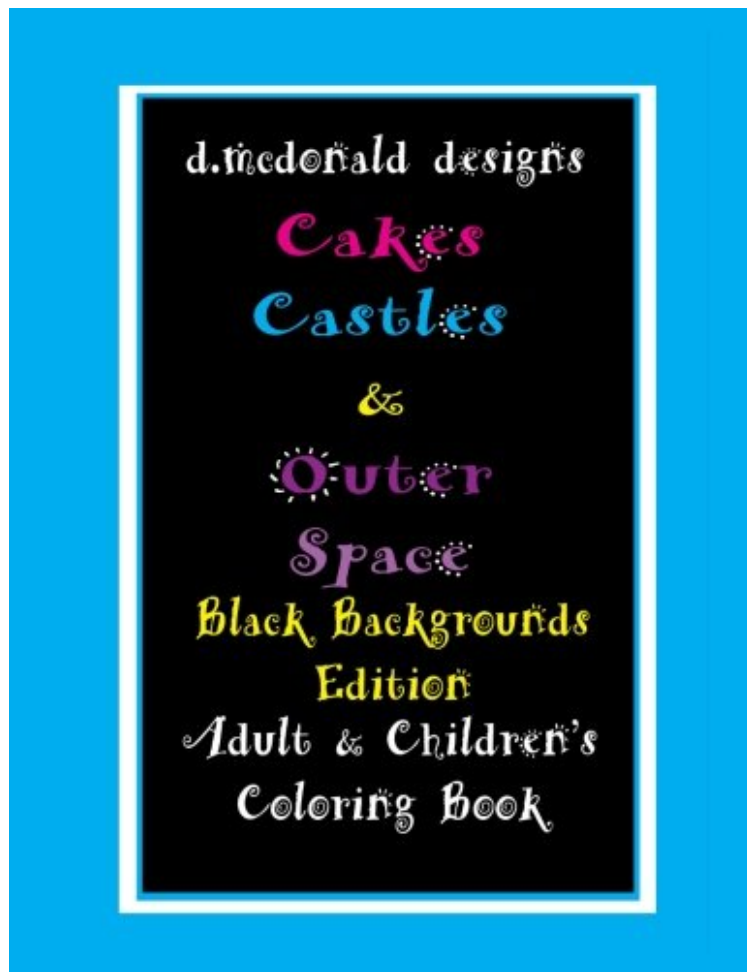 d.mcdonald designs
Cakes
Castles
&
Outer
Space
Black Backgrounds
Edition
Adult & Children's
Coloring Book